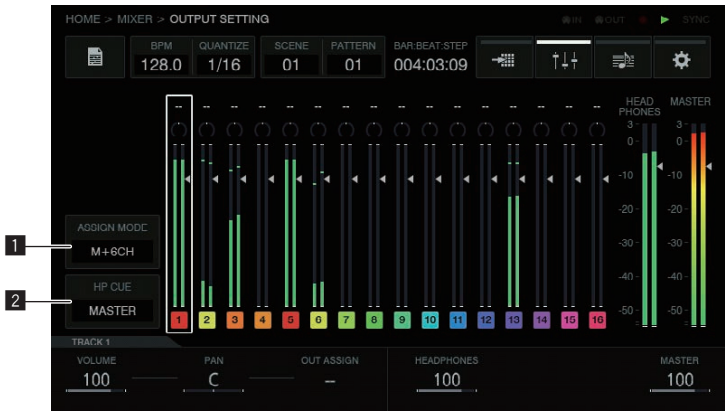 HOME > MIXER > OUTPUT SETTING
IN OUT SYNC
BPM QUANTIZE SCENE PATTERN BAR:BEAT:STEP
128.0 1/16 01 01 004:03:09
HEAD PHONES MASTER
-- -- -- -- -- -- -- -- -- -- -- -- -- -- -- --
3 3
0 0
-10 -10
-20 -20
-30 -30
-40 -40
-50 -50
1
ASSIGN MODE
M+6CH
2
HP CUE
MASTER
1 2 3 4 5 6 7 8 9 10 11 12 13 14 15 16
TRACK 1
VOLUME PAN OUT ASSIGN HEADPHONES MASTER
100 C -- 100 100